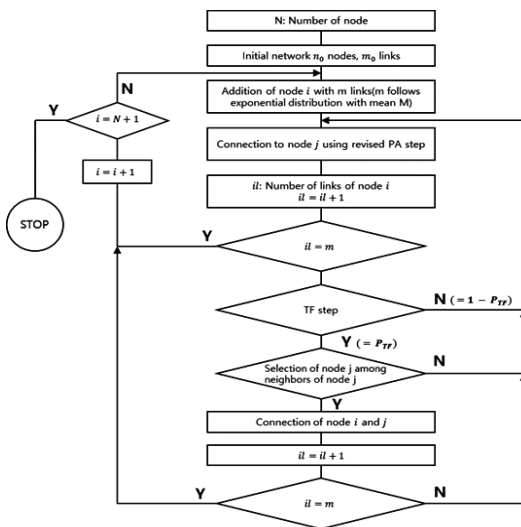 N: Number of node
Initial network n₀ nodes, m₀ links
Addition of node i with m links(m follows
exponential distribution with mean M)
Connection to node j using revised PA step
il: Number of links of node i
il = il + 1
Y
il = m
TF step
N (= 1 − P_TF)
Y (= P_TF)
Selection of node j among
neighbors of node j
N
Y
Connection of node i and j
il = il + 1
Y
il = m
N
N
Y
i = N + 1
i = i + 1
STOP